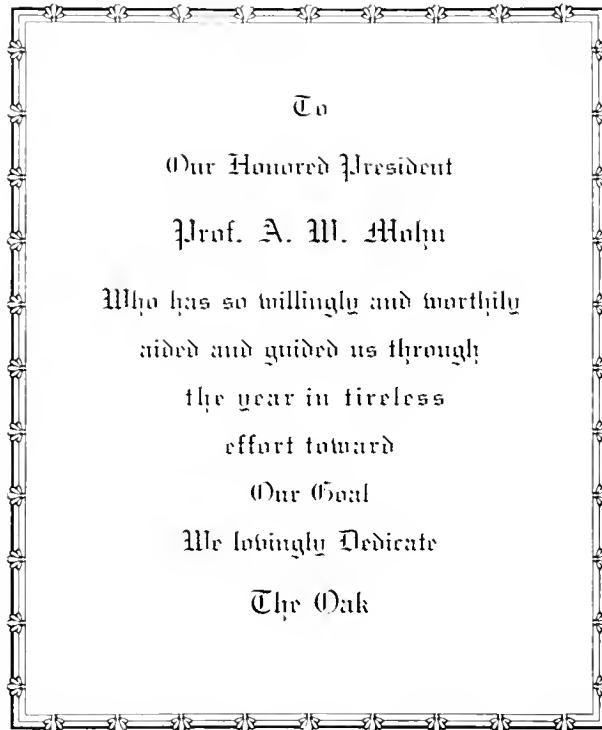 To
Our Honored President
Prof. A. W. Mohn
Who has so willingly and worthily
aided and guided us through
the year in tireless
effort toward
Our Goal
We lovingly Dedicate
The Oak